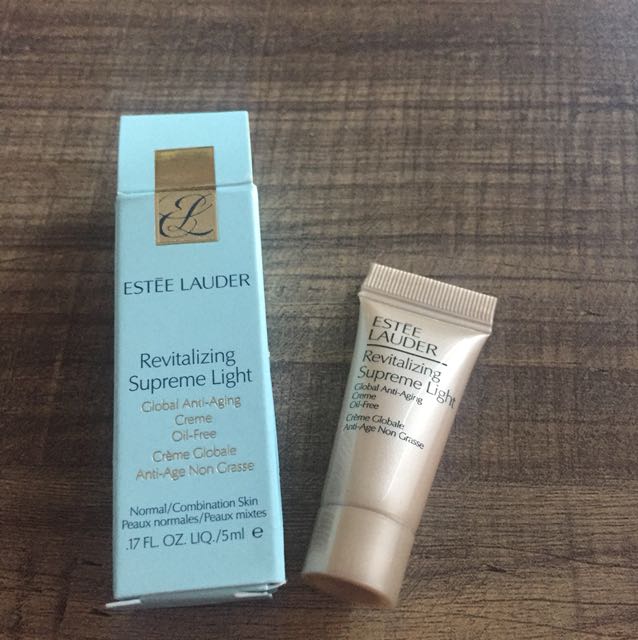 EL
ESTĒE LAUDER
Revitalizing
Supreme Light
Global Anti-Aging
Creme
Oil-Free
Crème Globale
Anti-Age Non Grasse
Normal/Combination Skin
Peaux normales/Peaux mixtes
.17 FL. OZ. LIQ./5ml e
ESTĒE
LAUDER
Revitalizing
Supreme Light
Global Anti-Aging
Creme
Oil-Free
Crème Globale
Anti-Age Non Grasse